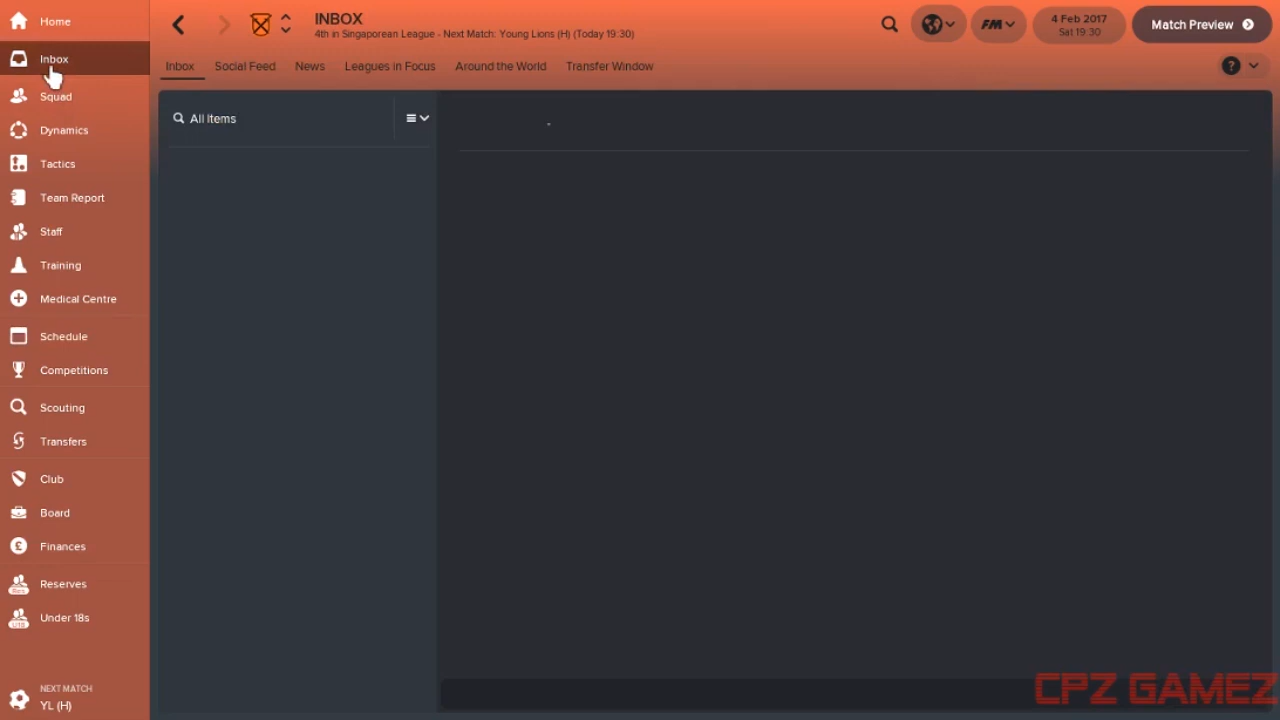 Home
Inbox
Squad
Dynamics
Tactics
Team Report
Staff
Training
Medical Centre
Schedule
Competitions
Scouting
Transfers
Club
Board
Finances
Reserves
Under 18s
NEXT MATCH
YL (H)
INBOX
4th in Singaporean League - Next Match: Young Lions (H) (Today 19:30)
FM
4 Feb 2017
Sat 19:30
Match Preview
Inbox Social Feed News Leagues in Focus Around the World Transfer Window
?
All Items
-
CPZ GAMEZ